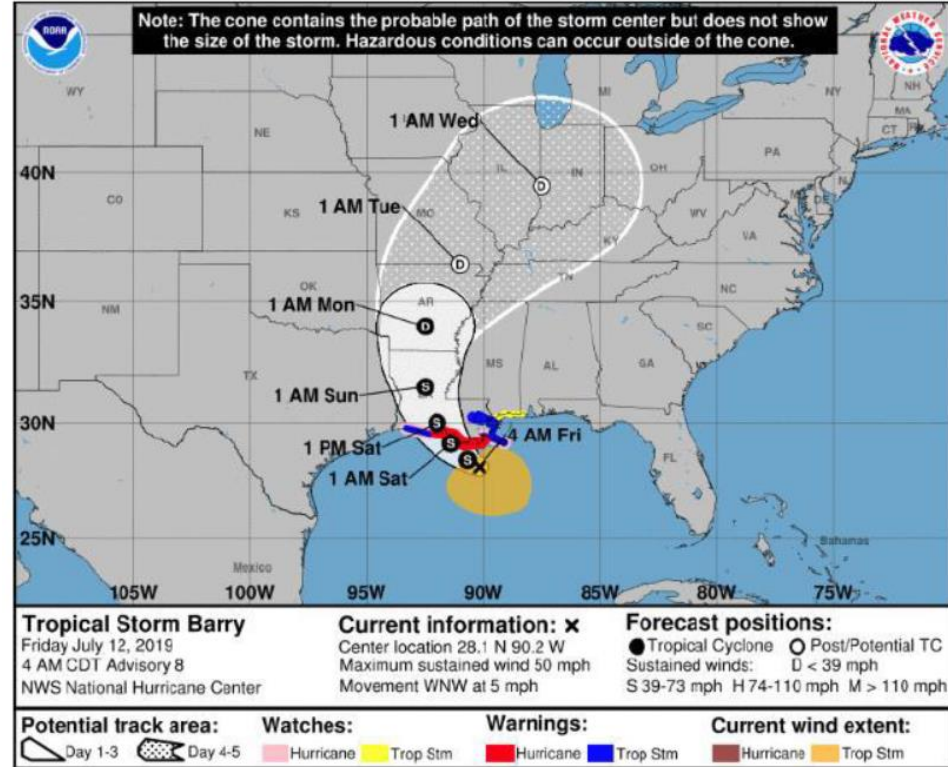 Note: The cone contains the probable path of the storm center but does not show
the size of the storm. Hazardous conditions can occur outside of the cone.
NOAA
WY
MI
NY
NH
MA
CT
NE
1 AM Wed
40N
IL
IN
OH
PA
CO
KS
1 AM Tue
MO
WV
VA
KY
TN
NC
35N
NM
OK
1 AM Mon
AR
SC
TX
1 AM Sun
MS
AL
GA
30N
1 PM Sat
4 AM Fri
1 AM Sat
FL
25N
Mexico
Bahamas
105W 95W 90W 85W 80W 75W
D
D
D
S
S
S
S
Tropical Storm Barry
Friday July 12, 2019
4 AM CDT Advisory 8
NWS National Hurricane Center
Current information: x
Center location 28.1 N 90.2 W
Maximum sustained wind 50 mph
Movement WNW at 5 mph
Forecast positions:
Tropical Cyclone Post/Potential TC
Sustained winds: D < 39 mph
S 39-73 mph H 74-110 mph M > 110 mph
Potential track area:
Day 1-3 Day 4-5
Watches:
Hurricane Trop Stm
Warnings:
Hurricane Trop Stm
Current wind extent:
Hurricane Trop Stm